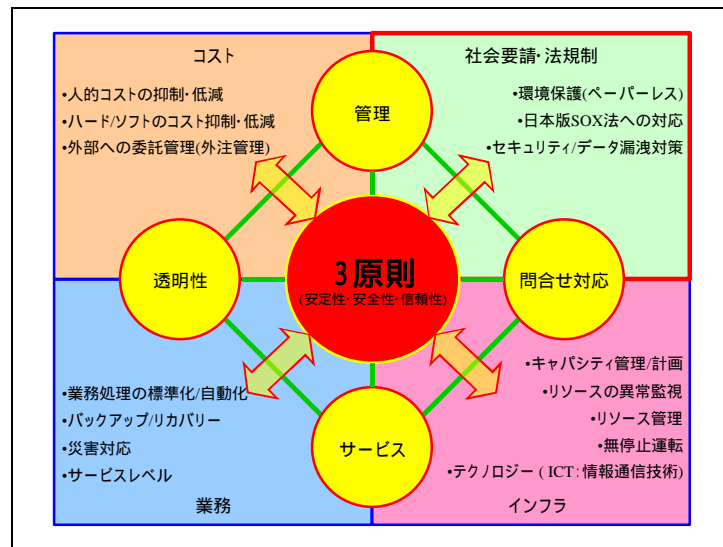 コスト
・人的コストの抑制・低減
・ハード/ソフトのコスト抑制・低減
・外部への委託管理(外注管理)
社会要請・法規制
・環境保護(ペーパーレス)
・日本版SOX法への対応
・セキュリティ/データ漏洩対策
管理
透明性
3原則
(安定性・安全性・信頼性)
問合せ対応
サービス
・業務処理の標準化/自動化
・バックアップ/リカバリー
・災害対応
・サービスレベル
業務
・キャパシティ管理/計画
・リソースの異常監視
・リソース管理
・無停止運転
・テクノロジー ( ICT: 情報通信技術)
インフラ